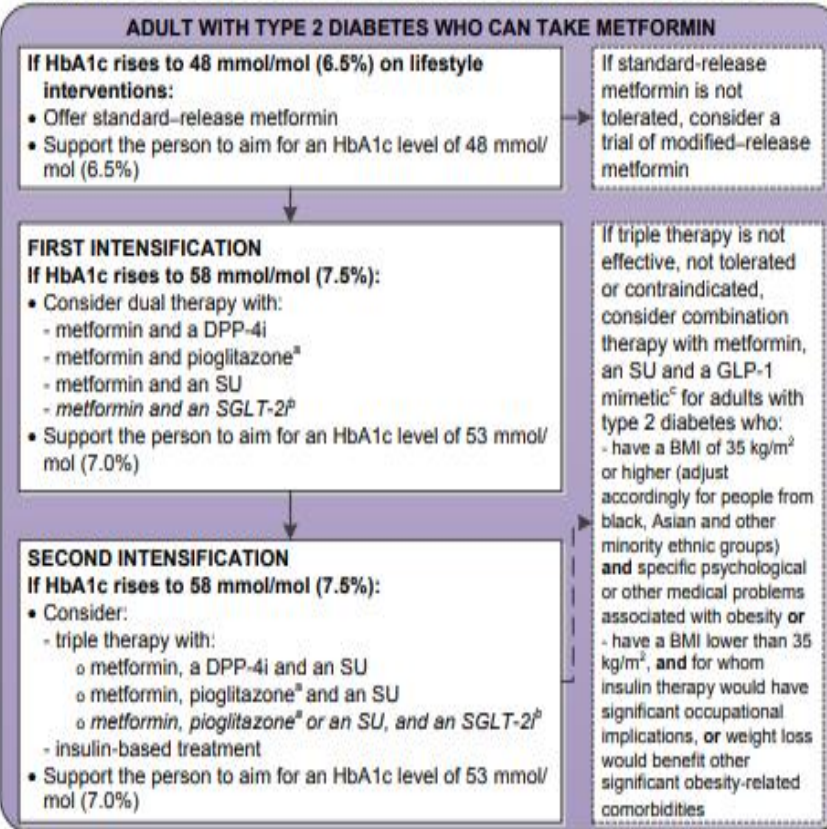 ADULT WITH TYPE 2 DIABETES WHO CAN TAKE METFORMIN
If HbA1c rises to 48 mmol/mol (6.5%) on lifestyle
interventions:
• Offer standard–release metformin
• Support the person to aim for an HbA1c level of 48 mmol/
mol (6.5%)
If standard-release
metformin is not
tolerated, consider a
trial of modified–release
metformin
FIRST INTENSIFICATION
If HbA1c rises to 58 mmol/mol (7.5%):
• Consider dual therapy with:
- metformin and a DPP-4i
- metformin and pioglitazoneᵃ
- metformin and an SU
- metformin and an SGLT-2iᵇ
• Support the person to aim for an HbA1c level of 53 mmol/
mol (7.0%)
SECOND INTENSIFICATION
If HbA1c rises to 58 mmol/mol (7.5%):
• Consider:
- triple therapy with:
o metformin, a DPP-4i and an SU
o metformin, pioglitazoneᵃ and an SU
o metformin, pioglitazoneᵃ or an SU, and an SGLT-2iᵇ
- insulin-based treatment
• Support the person to aim for an HbA1c level of 53 mmol/
mol (7.0%)
If triple therapy is not
effective, not tolerated
or contraindicated,
consider combination
therapy with metformin,
an SU and a GLP-1
mimeticᶜ for adults with
type 2 diabetes who:
- have a BMI of 35 kg/m²
or higher (adjust
accordingly for people from
black, Asian and other
minority ethnic groups)
and specific psychological
or other medical problems
associated with obesity or
- have a BMI lower than 35
kg/m², and for whom
insulin therapy would have
significant occupational
implications, or weight loss
would benefit other
significant obesity-related
comorbidities